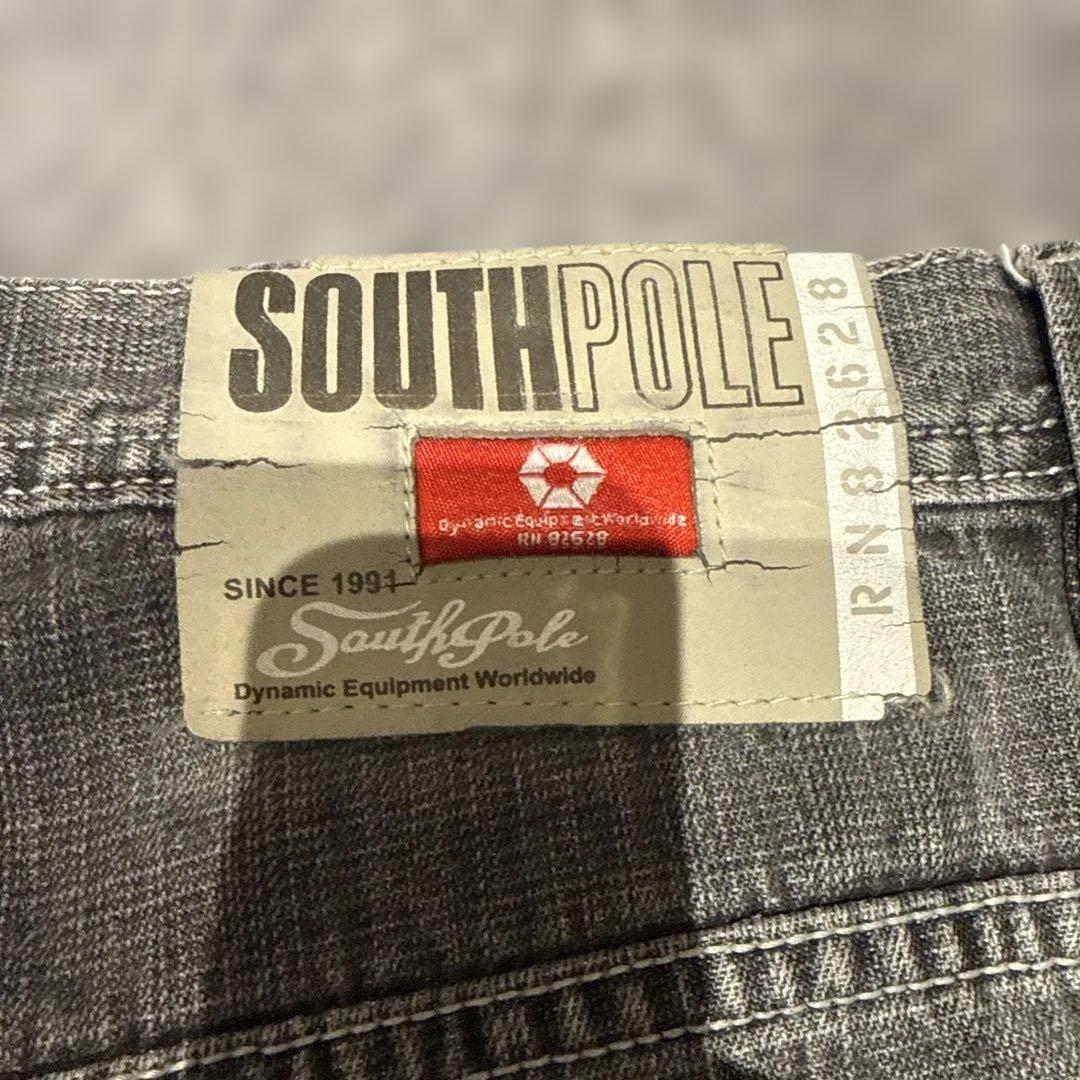 SOUTHPOLE
Dynamic Equipment Worldwide
RN 82628
SINCE 1991
SouthPole
Dynamic Equipment Worldwide
RN 82628